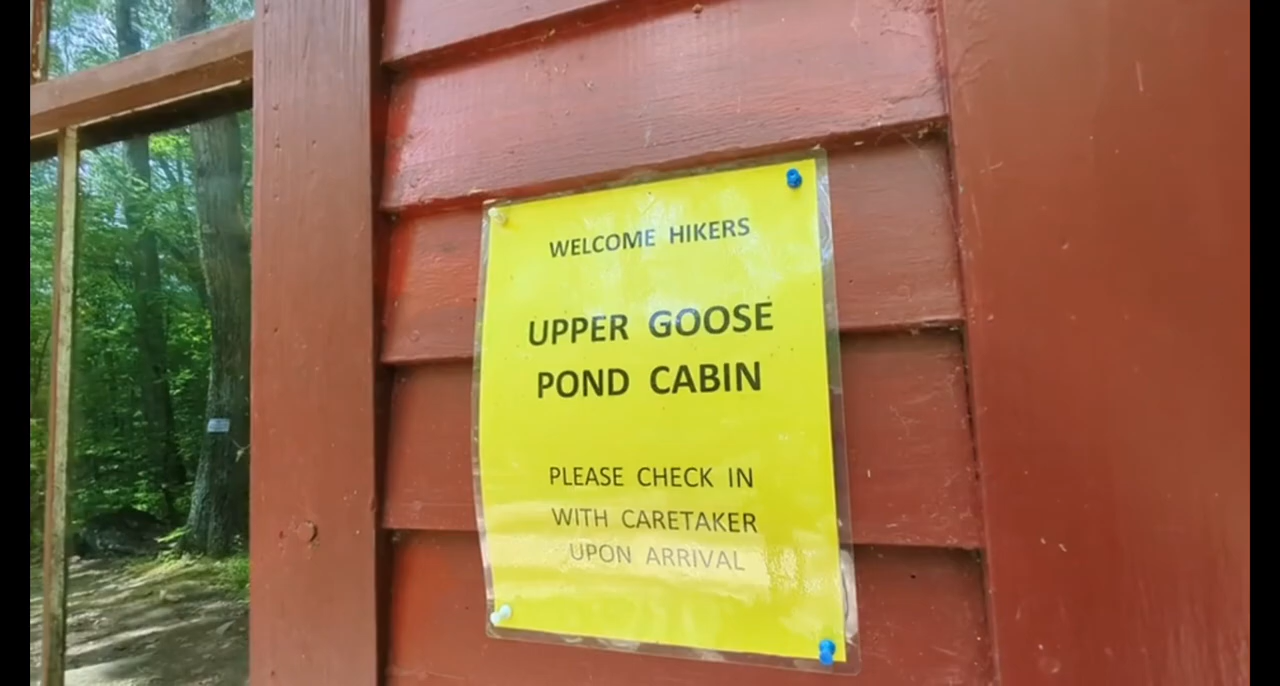 WELCOME HIKERS
UPPER GOOSE
POND CABIN
PLEASE CHECK IN
WITH CARETAKER
UPON ARRIVAL